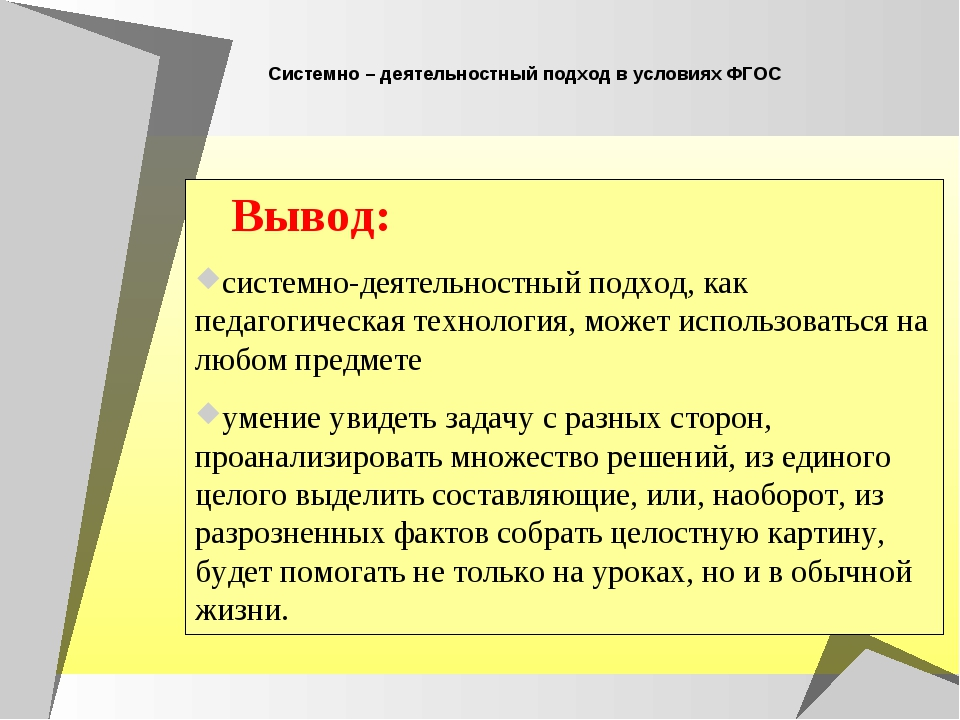 Системно – деятельностный подход в условиях ФГОС
Вывод:
системно-деятельностный подход, как
педагогическая технология, может использоваться на
любом предмете
умение увидеть задачу с разных сторон,
проанализировать множество решений, из единого
целого выделить составляющие, или, наоборот, из
разрозненных фактов собрать целостную картину,
будет помогать не только на уроках, но и в обычной
жизни.